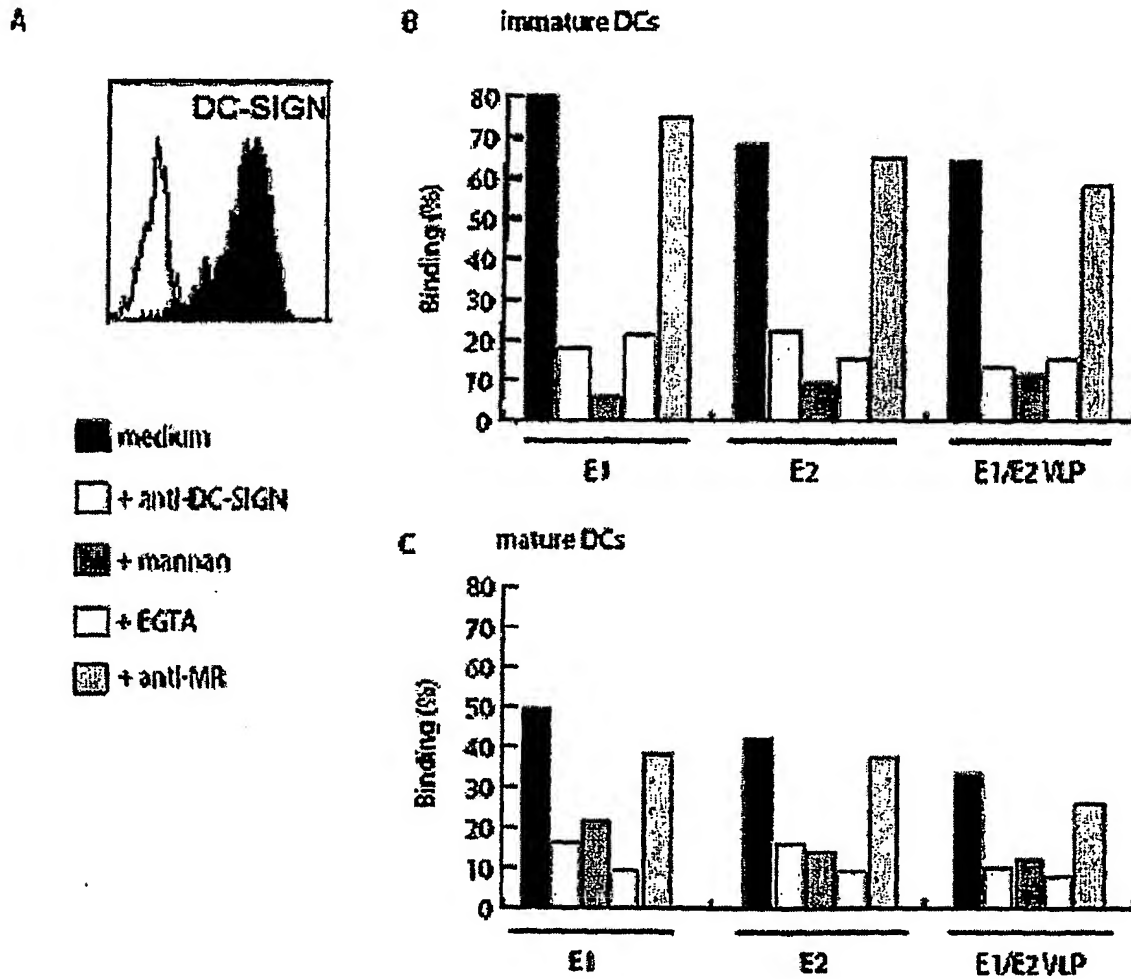 A
DC-SIGN
medium
+ anti-DC-SIGN
+ mannan
+ EGTA
+ anti-MR
B immature DCs
Binding (%)
80
70
60
50
40
30
20
10
0
E1
E2
E1/E2 VLP
C mature DCs
Binding (%)
80
70
60
50
40
30
20
10
0
E1
E2
E1/E2 VLP